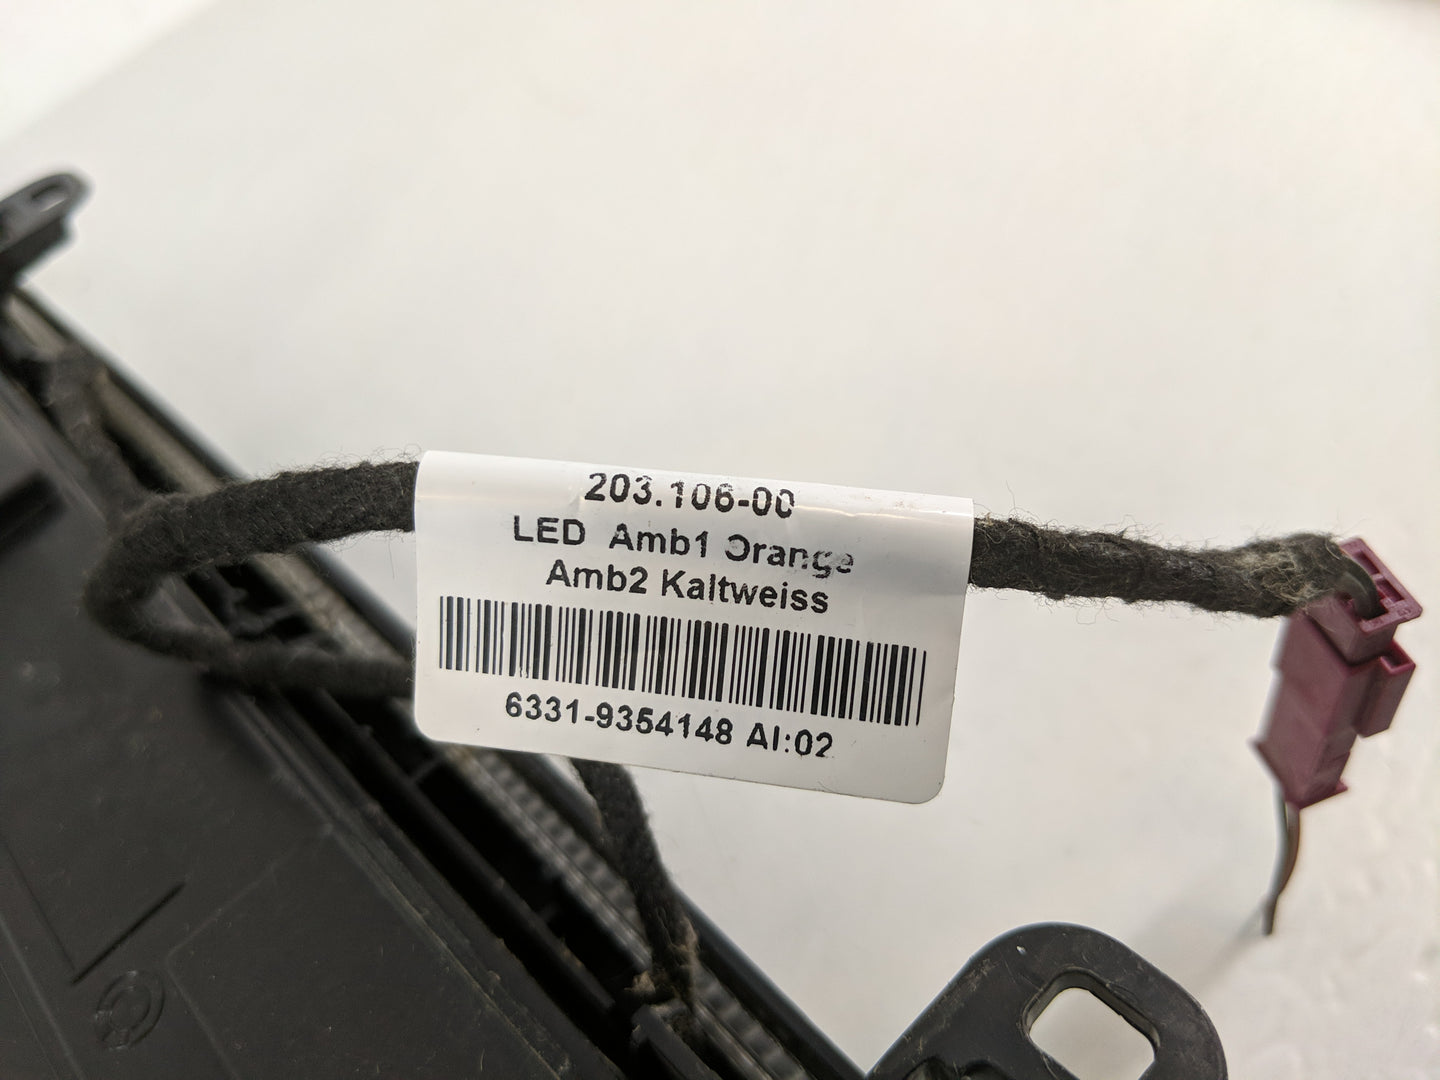 203.106-00
LED Amb1 Orange
Amb2 Kaltweiss
6331-9354148 AI:02